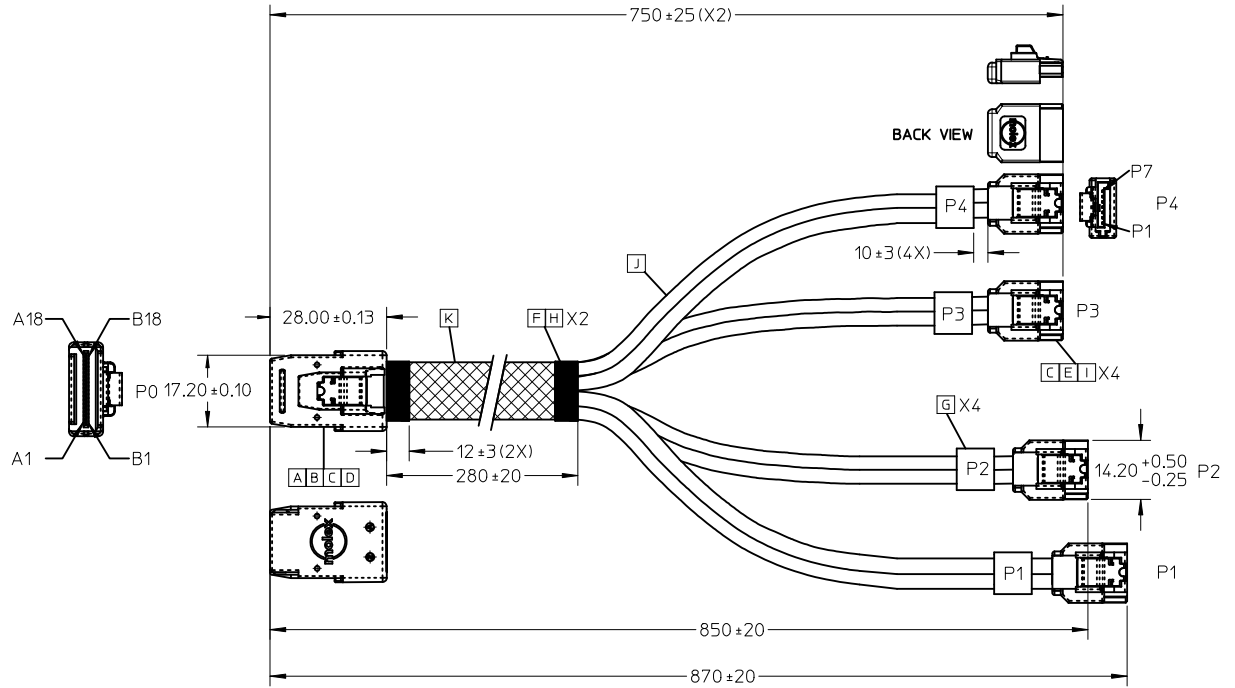 750±25(X2)
BACK VIEW
molex
P7
P4
P4
P1
10±3(4X)
J
A18
B18
28.00±0.13
K
F H X2
P3
P3
P0
17.20±0.10
C E I X4
A1
B1
12±3(2X)
G X4
280±20
A B C D
P2
14.20 +0.50 -0.25
P2
molex
P1
P1
850±20
870±20